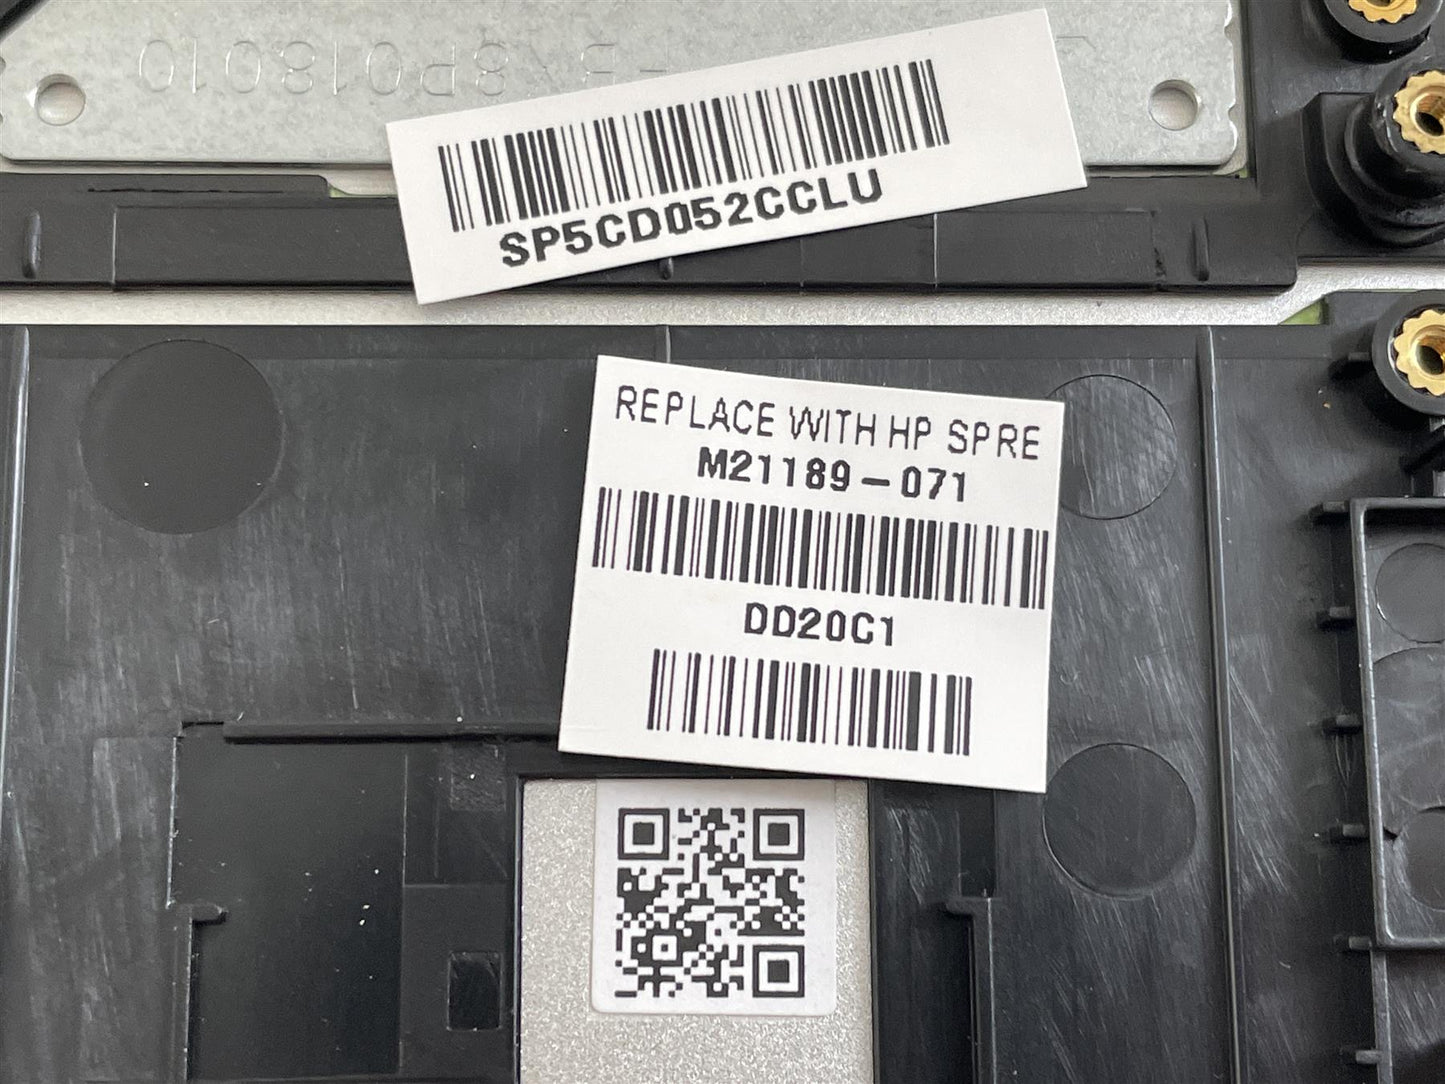 SP5CD052CCLU
REPLACE WITH HP SPRE
M21189-071
DD20C1